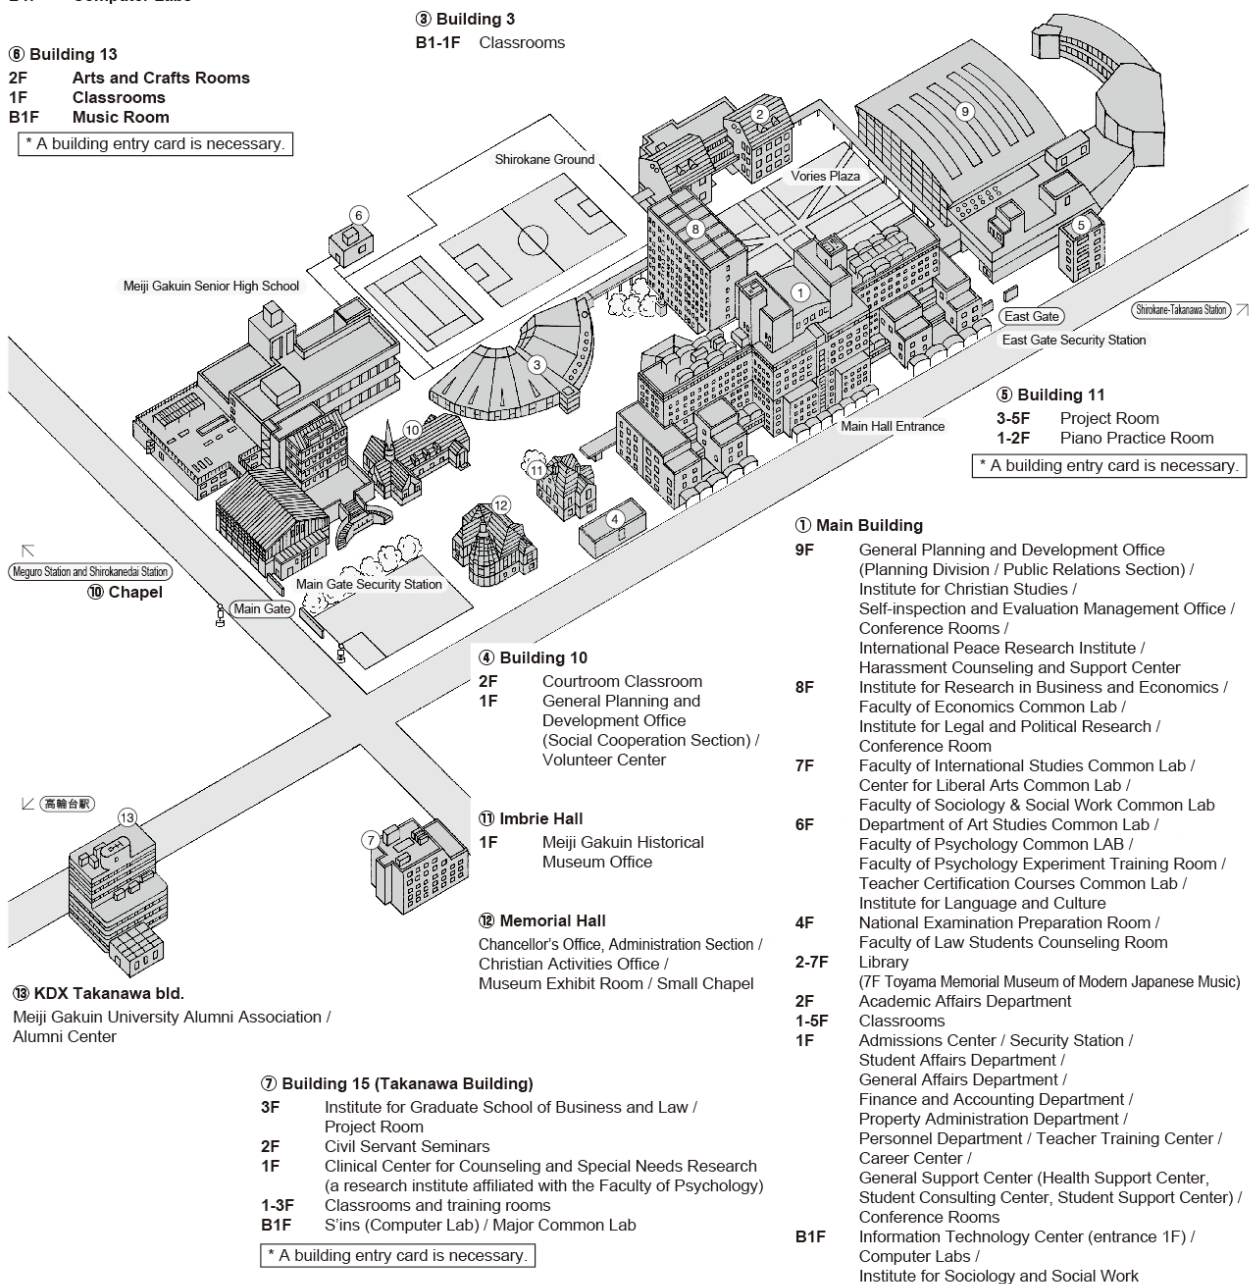 ③ Building 3
B1-1F Classrooms
⑥ Building 13
2F Arts and Crafts Rooms
1F Classrooms
B1F Music Room
* A building entry card is necessary.
2
9
Shirokane Ground
Vories Plaza
6
8
5
Meiji Gakuin Senior High School
1
Shirokane-Takanawa Station
East Gate
East Gate Security Station
3
⑤ Building 11
3-5F Project Room
1-2F Piano Practice Room
* A building entry card is necessary.
Main Hall Entrance
10
11
12
4
Meguro Station and Shirokanedai Station
⑩ Chapel
Main Gate Security Station
Main Gate
① Main Building
9F General Planning and Development Office
(Planning Division / Public Relations Section) /
Institute for Christian Studies /
Self-inspection and Evaluation Management Office /
Conference Rooms /
International Peace Research Institute /
Harassment Counseling and Support Center
8F Institute for Research in Business and Economics /
Faculty of Economics Common Lab /
Institute for Legal and Political Research /
Conference Room
7F Faculty of International Studies Common Lab /
Center for Liberal Arts Common Lab /
Faculty of Sociology & Social Work Common Lab
6F Department of Art Studies Common Lab /
Faculty of Psychology Common LAB /
Faculty of Psychology Experiment Training Room /
Teacher Certification Courses Common Lab /
Institute for Language and Culture
4F National Examination Preparation Room /
Faculty of Law Students Counseling Room
2-7F Library
(7F Toyama Memorial Museum of Modern Japanese Music)
2F Academic Affairs Department
1-5F Classrooms
1F Admissions Center / Security Station /
Student Affairs Department /
General Affairs Department /
Finance and Accounting Department /
Property Administration Department /
Personnel Department / Teacher Training Center /
Career Center /
General Support Center (Health Support Center,
Student Consulting Center, Student Support Center) /
Conference Rooms
B1F Information Technology Center (entrance 1F) /
Computer Labs /
Institute for Sociology and Social Work
④ Building 10
2F Courtroom Classroom
1F General Planning and
Development Office
(Social Cooperation Section) /
Volunteer Center
高輪台駅
13
7
⑪ Imbrie Hall
1F Meiji Gakuin Historical
Museum Office
⑫ Memorial Hall
Chancellor's Office, Administration Section /
Christian Activities Office /
Museum Exhibit Room / Small Chapel
⑬ KDX Takanawa bld.
Meiji Gakuin University Alumni Association /
Alumni Center
⑦ Building 15 (Takanawa Building)
3F Institute for Graduate School of Business and Law /
Project Room
2F Civil Servant Seminars
1F Clinical Center for Counseling and Special Needs Research
(a research institute affiliated with the Faculty of Psychology)
1-3F Classrooms and training rooms
B1F S'ins (Computer Lab) / Major Common Lab
* A building entry card is necessary.